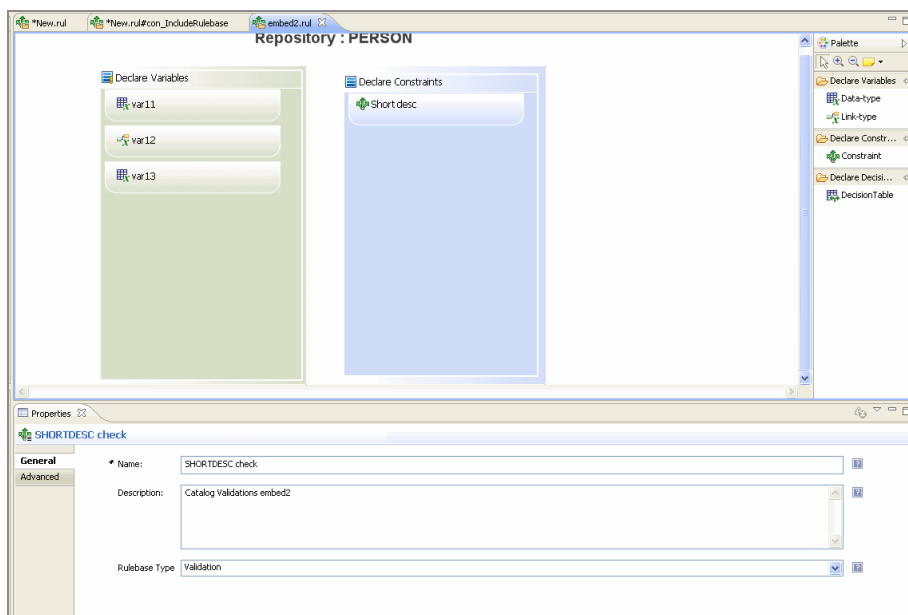 *New.rul
*New.rul#con_IncludeRulebase
embed2.rul
Repository : PERSON
Declare Variables
var11
var12
var13
Declare Constraints
Short desc
Palette
Declare Variables
Data-type
Link-type
Declare Constr...
Constraint
Declare Decisi...
DecisionTable
Properties
SHORTDESC check
General
Advanced
* Name:
SHORTDESC check
Description:
Catalog Validations embed2
Rulebase Type
Validation